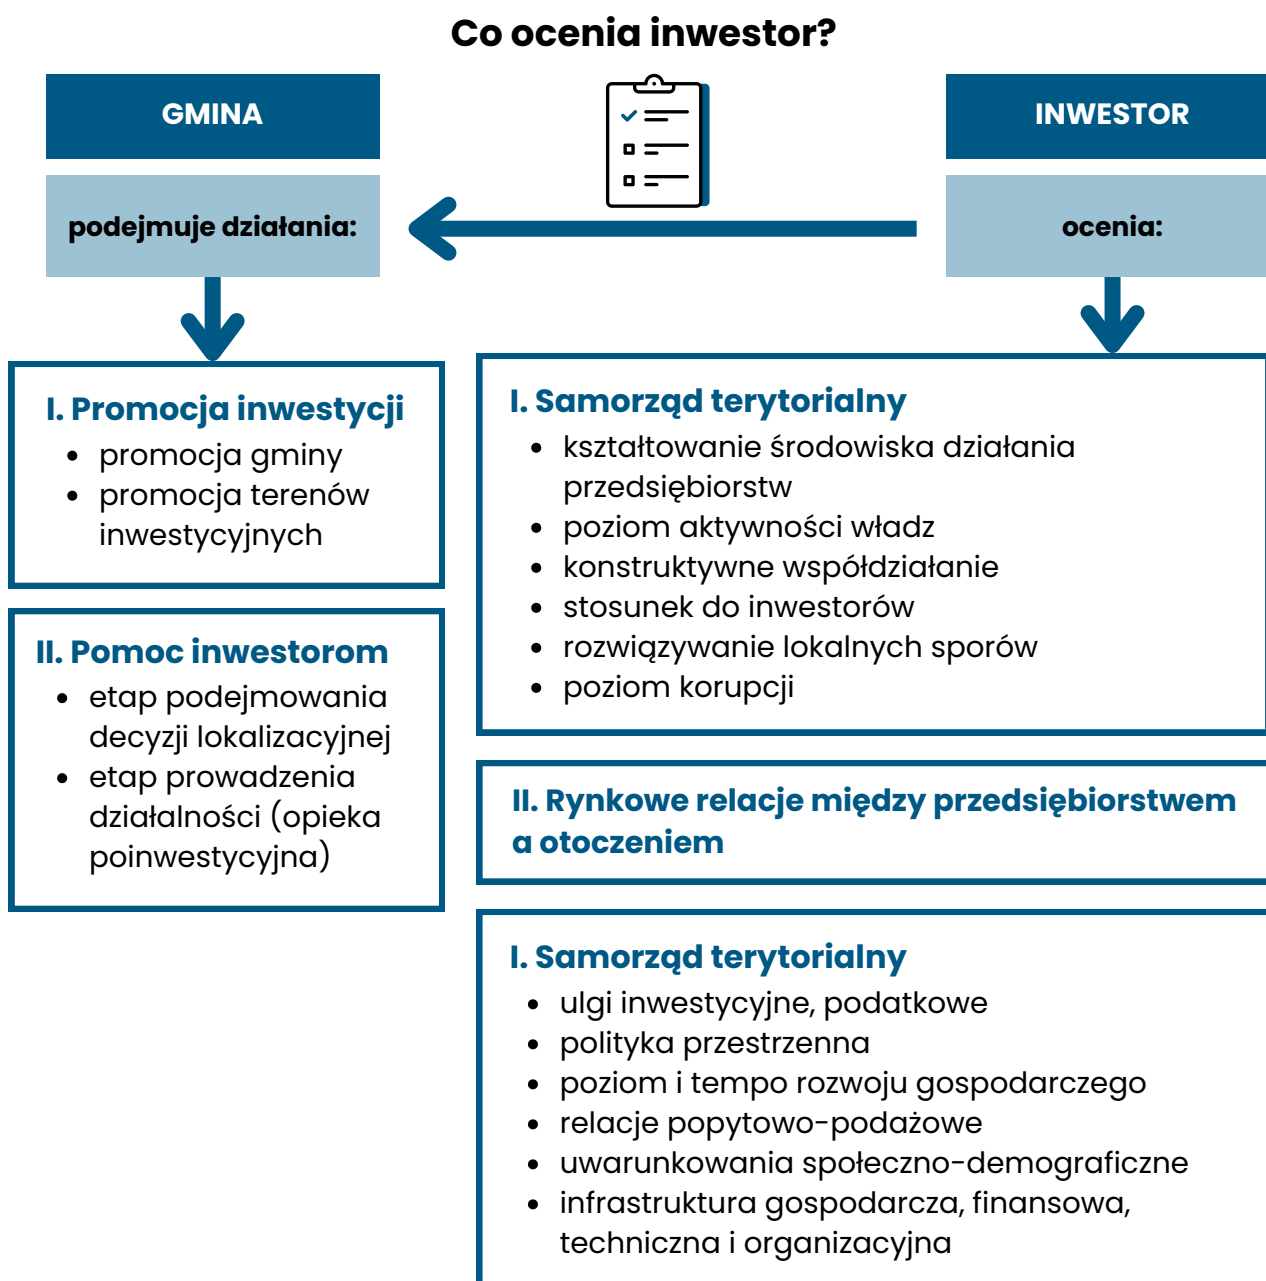 Co ocenia inwestor?
GMINA
podejmuje działania:
I. Promocja inwestycji
• promocja gminy
• promocja terenów
inwestycyjnych
II. Pomoc inwestorom
• etap podejmowania
decyzji lokalizacyjnej
• etap prowadzenia
działalności (opieka
poinwestycyjna)
INWESTOR
ocenia:
I. Samorząd terytorialny
• kształtowanie środowiska działania
przedsiębiorstw
• poziom aktywności władz
• konstruktywne współdziałanie
• stosunek do inwestorów
• rozwiązywanie lokalnych sporów
• poziom korupcji
II. Rynkowe relacje między przedsiębiorstwem
a otoczeniem
I. Samorząd terytorialny
• ulgi inwestycyjne, podatkowe
• polityka przestrzenna
• poziom i tempo rozwoju gospodarczego
• relacje popytowo-podażowe
• uwarunkowania społeczno-demograficzne
• infrastruktura gospodarcza, finansowa,
techniczna i organizacyjna